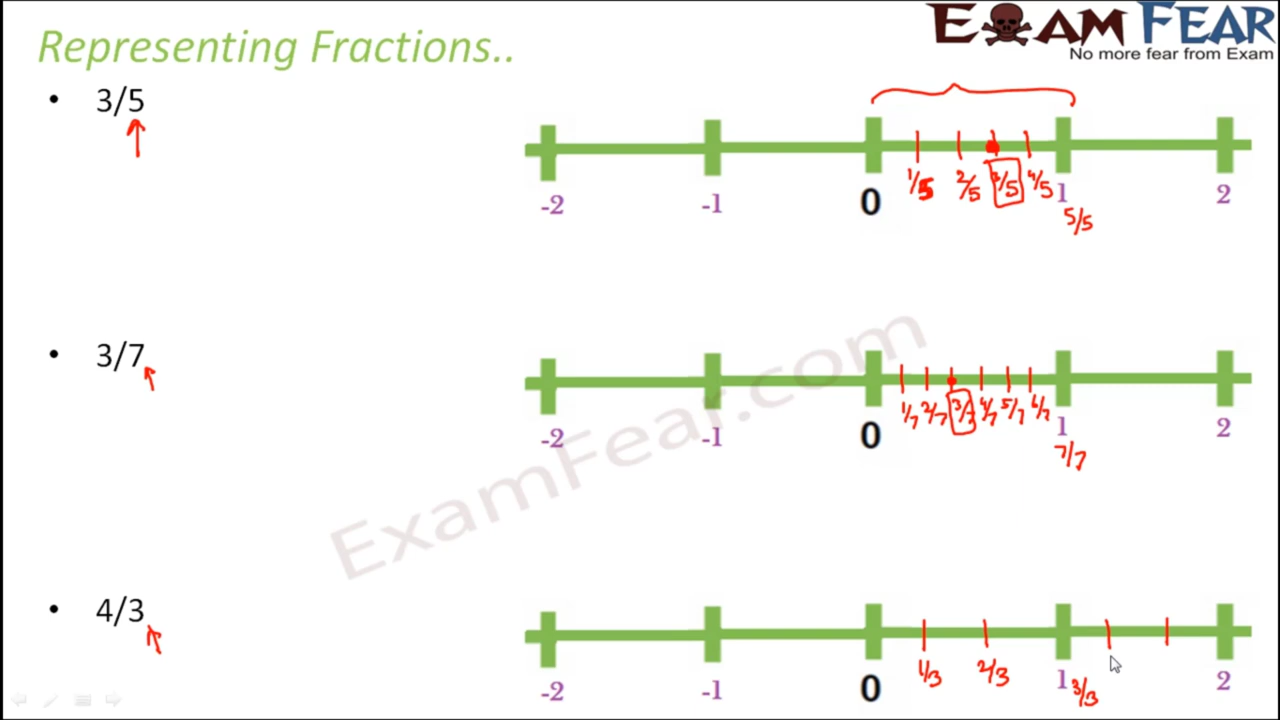 Representing Fractions..
EXAM FEAR
No more fear from Exam
• 3/5
-2 -1 0 1 2
1/5 2/5 3/5 4/5 5/5
• 3/7
-2 -1 0 1 2
1/7 2/7 3/7 4/7 5/7 6/7 7/7
ExamFear.com
• 4/3
-2 -1 0 1 2
1/3 2/3 3/3